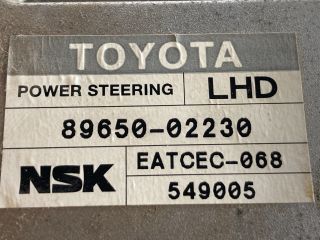 TOYOTA
POWER STEERING LHD
89650-02230
NSK EATCEC-068
549005